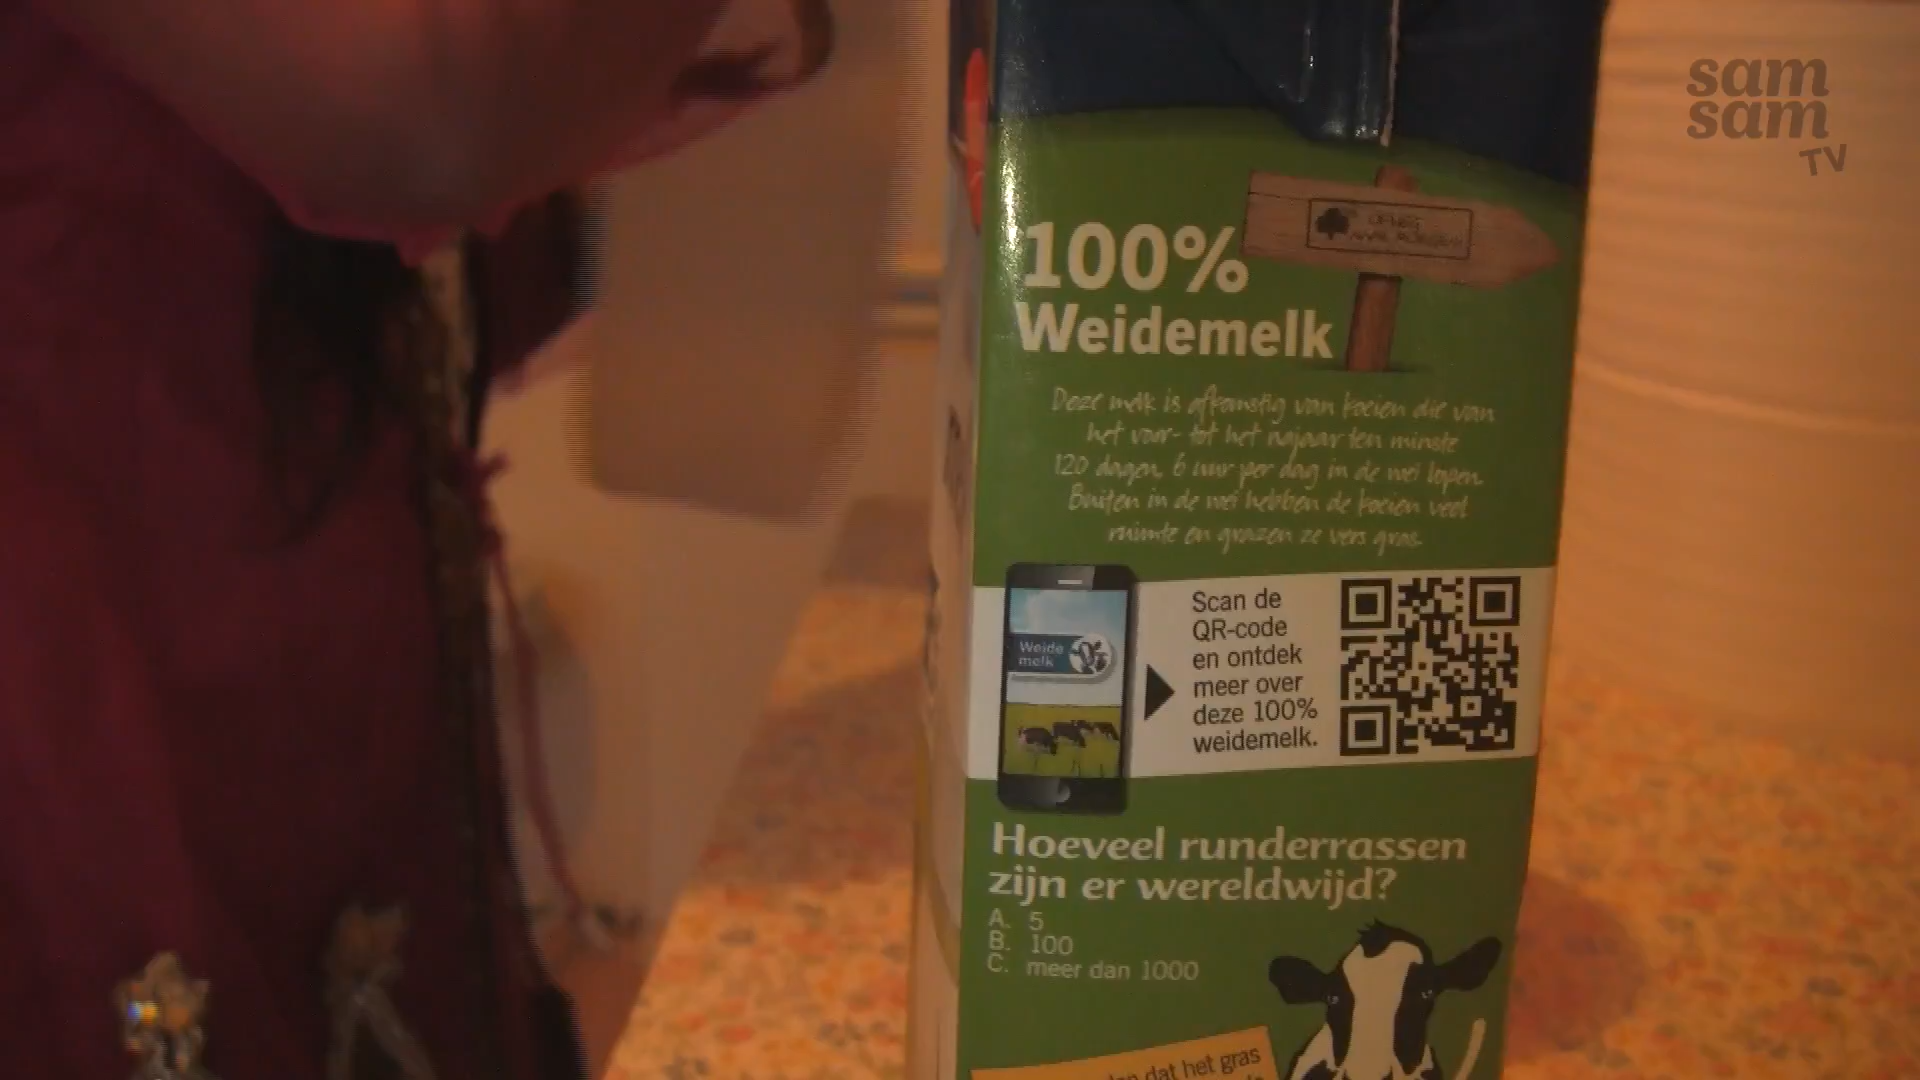 sam
sam
TV
100%
Weidemelk
Deze melk is afkomstig van koeien die van
het voor- tot het najaar ten minste
120 dagen, 6 uur per dag in de wei lopen.
Buiten in de wei hebben de koeien veel
ruimte en grazen ze vers gras.
Weide
melk
Scan de
QR-code
en ontdek
meer over
deze 100%
weidemelk.
Hoeveel runderrassen
zijn er wereldwijd?
A. 5
B. 100
C. meer dan 1000
dat het gras